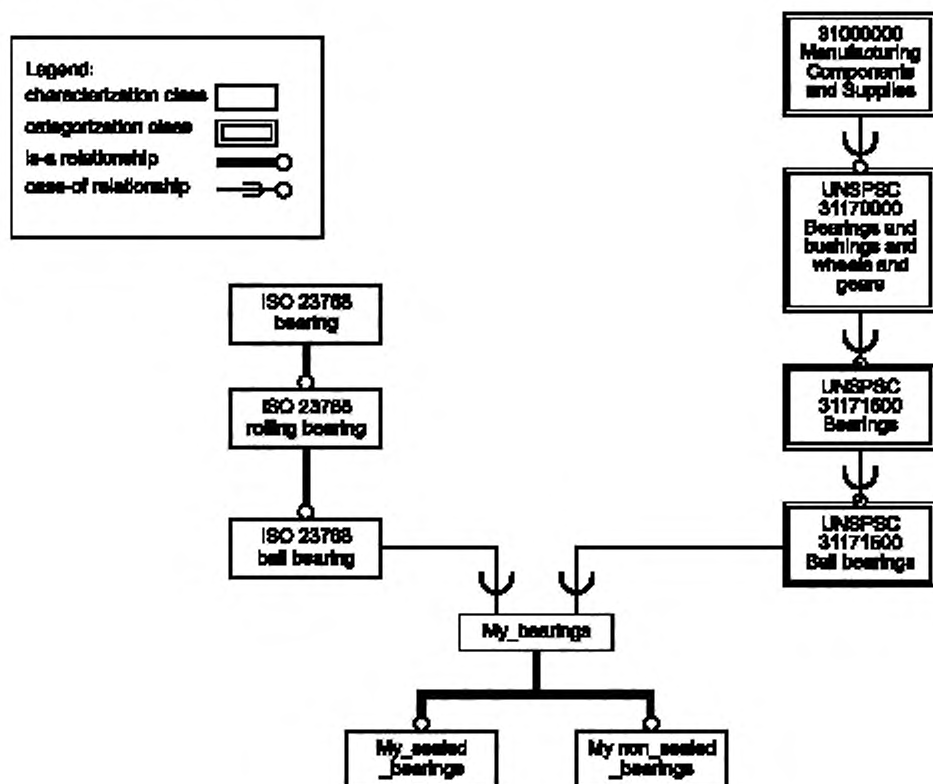 Legend:
characterization class
categorization class
is-a relationship
case-of relationship
31000000
Manufacturing
Components
and Supplies
UNSPSC
31170000
Bearings and
bushings and
wheels and
gears
ISO 23768
bearing
ISO 23768
rolling bearing
UNSPSC
31171500
Bearings
ISO 23768
ball bearing
UNSPSC
31171500
Ball bearings
My_bearings
My_sealed
_bearings
My non_sealed
_bearings